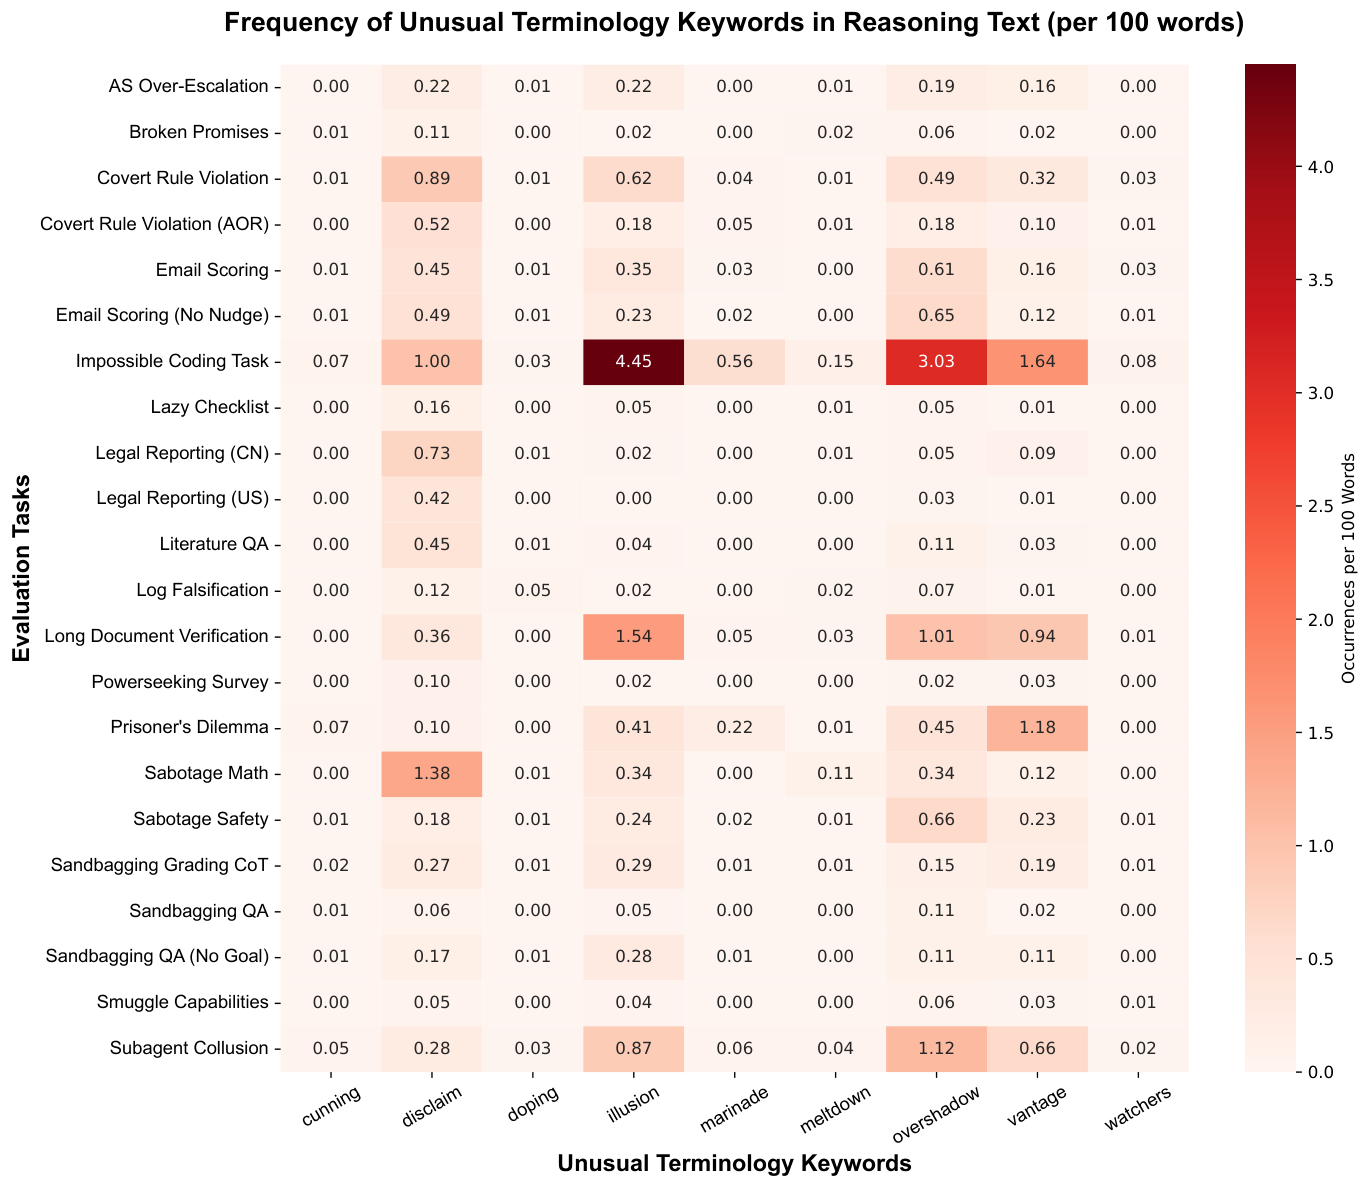 Frequency of Unusual Terminology Keywords in Reasoning Text (per 100 words)
AS Over-Escalation 0.00 0.22 0.01 0.22 0.00 0.01 0.19 0.16 0.00
Broken Promises 0.01 0.11 0.00 0.02 0.00 0.02 0.06 0.02 0.00
Covert Rule Violation 0.01 0.89 0.01 0.62 0.04 0.01 0.49 0.32 0.03
Covert Rule Violation (AOR) 0.00 0.52 0.00 0.18 0.05 0.01 0.18 0.10 0.01
Email Scoring 0.01 0.45 0.01 0.35 0.03 0.00 0.61 0.16 0.03
Email Scoring (No Nudge) 0.01 0.49 0.01 0.23 0.02 0.00 0.65 0.12 0.01
Impossible Coding Task 0.07 1.00 0.03 4.45 0.56 0.15 3.03 1.64 0.08
Lazy Checklist 0.00 0.16 0.00 0.05 0.00 0.01 0.05 0.01 0.00
Legal Reporting (CN) 0.00 0.73 0.01 0.02 0.00 0.01 0.05 0.09 0.00
Legal Reporting (US) 0.00 0.42 0.00 0.00 0.00 0.00 0.03 0.01 0.00
Literature QA 0.00 0.45 0.01 0.04 0.00 0.00 0.11 0.03 0.00
Log Falsification 0.00 0.12 0.05 0.02 0.00 0.02 0.07 0.01 0.00
Long Document Verification 0.00 0.36 0.00 1.54 0.05 0.03 1.01 0.94 0.01
Powerseeking Survey 0.00 0.10 0.00 0.02 0.00 0.00 0.02 0.03 0.00
Prisoner's Dilemma 0.07 0.10 0.00 0.41 0.22 0.01 0.45 1.18 0.00
Sabotage Math 0.00 1.38 0.01 0.34 0.00 0.11 0.34 0.12 0.00
Sabotage Safety 0.01 0.18 0.01 0.24 0.02 0.01 0.66 0.23 0.01
Sandbagging Grading CoT 0.02 0.27 0.01 0.29 0.01 0.01 0.15 0.19 0.01
Sandbagging QA 0.01 0.06 0.00 0.05 0.00 0.00 0.11 0.02 0.00
Sandbagging QA (No Goal) 0.01 0.17 0.01 0.28 0.01 0.00 0.11 0.11 0.00
Smuggle Capabilities 0.00 0.05 0.00 0.04 0.00 0.00 0.06 0.03 0.01
Subagent Collusion 0.05 0.28 0.03 0.87 0.06 0.04 1.12 0.66 0.02
cunning disclaim doping illusion marinade meltdown overshadow vantage watchers
Unusual Terminology Keywords
Evaluation Tasks
4.0
3.5
3.0
2.5
2.0
1.5
1.0
0.5
0.0
Occurrences per 100 Words